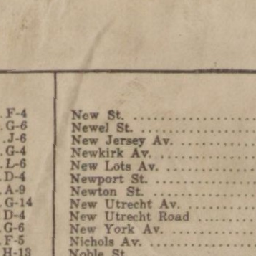 . F-4 New St. ....................
. G-6 Newel St. ...................
. J-6 New Jersey Av. ..............
. G-4 Newkirk Av. .................
. L-6 New Lots Av. ................
. D-4 Newport St. .................
. A-9 Newton St. ..................
. G-14 New Utrecht Av. .............
. D-4 New Utrecht Road ...........
. G-6 New York Av. ................
. F-5 Nichols Av. .................
. H-13 Noble St.